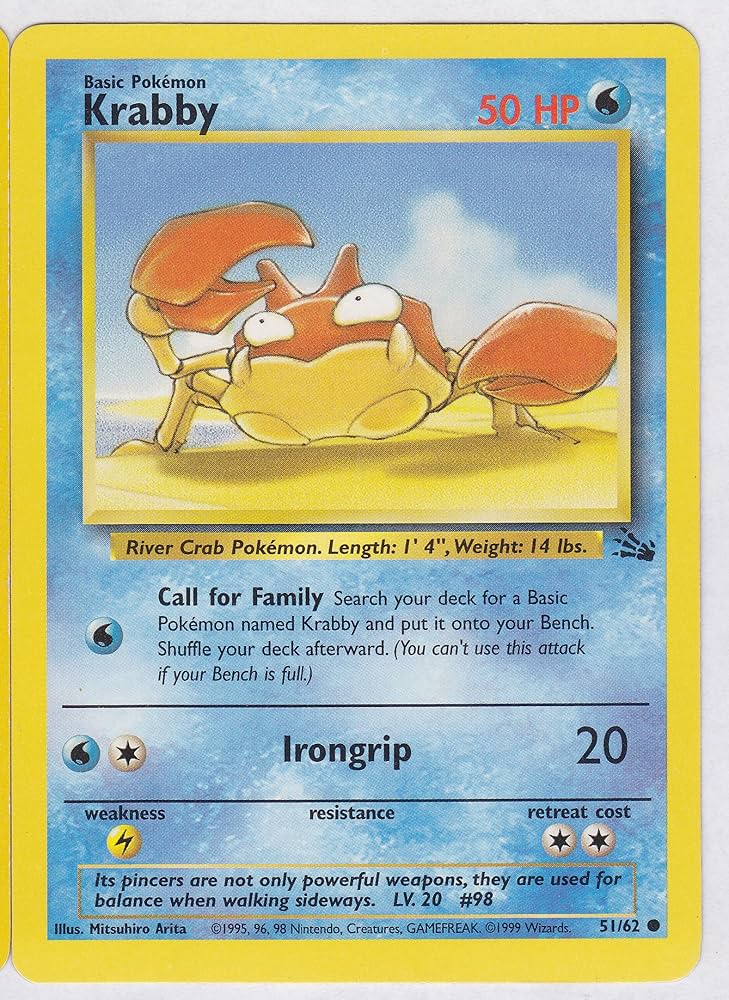 Basic Pokémon
Krabby
50 HP
River Crab Pokémon. Length: 1' 4", Weight: 14 lbs.
Call for Family Search your deck for a Basic
Pokémon named Krabby and put it onto your Bench.
Shuffle your deck afterward. (You can't use this attack
if your Bench is full.)
Irongrip 20
weakness resistance retreat cost
Its pincers are not only powerful weapons, they are used for
balance when walking sideways. LV. 20 #98
Illus. Mitsuhiro Arita ©1995, 96, 98 Nintendo, Creatures, GAMEFREAK. ©1999 Wizards. 51/62